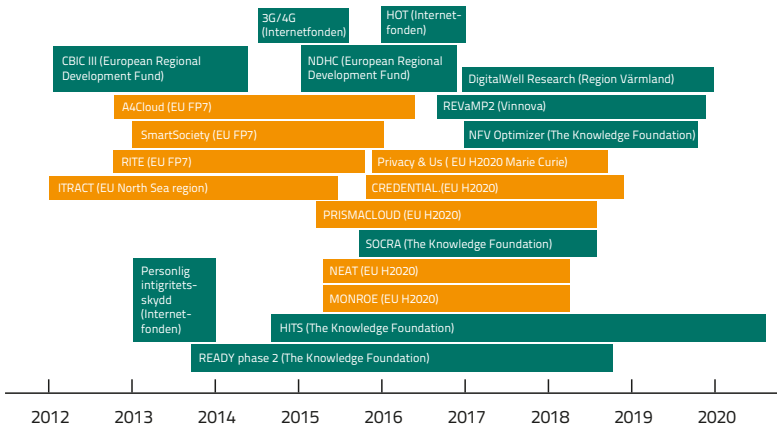 3G/4G
(Internetfonden)
HOT (Internet-
fonden)
CBIC III (European Regional
Development Fund)
NDHC (European Regional
Development Fund)
DigitalWell Research (Region Värmland)
A4Cloud (EU FP7)
REVaMP2 (Vinnova)
SmartSociety (EU FP7)
NFV Optimizer (The Knowledge Foundation)
RITE (EU FP7)
Privacy & Us ( EU H2020 Marie Curie)
ITRACT (EU North Sea region)
CREDENTIAL.(EU H2020)
PRISMACLOUD (EU H2020)
SOCRA (The Knowledge Foundation)
Personlig
intigritets-
skydd
(Internet-
fonden)
NEAT (EU H2020)
MONROE (EU H2020)
HITS (The Knowledge Foundation)
READY phase 2 (The Knowledge Foundation)
2012 2013 2014 2015 2016 2017 2018 2019 2020